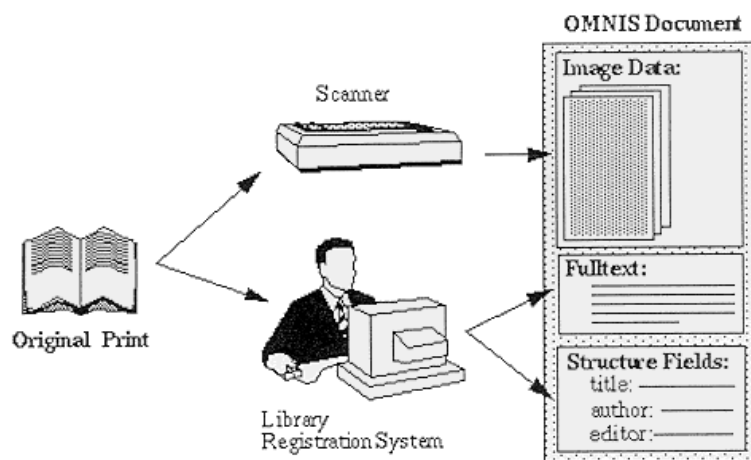 OMNIS Document
Image Data:
Scanner
Fulltext:
Original Print
Structure Fields:
title:
author:
editor:
Library
Registration System